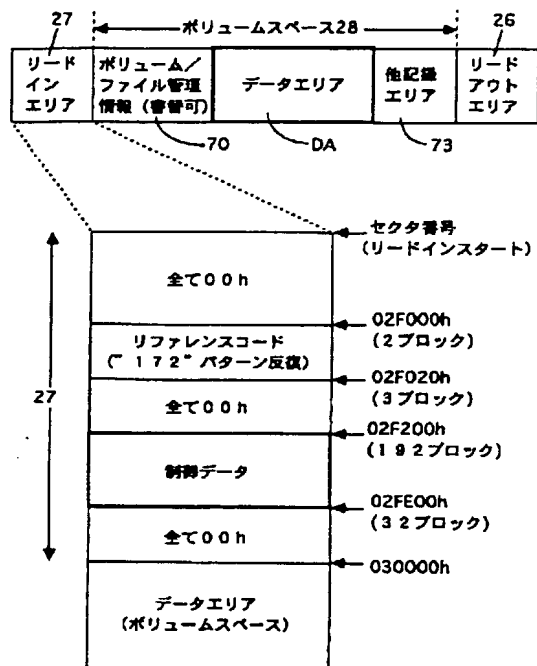 27
ボリュームスペース28
26
リード
イン
エリア
ボリューム／
ファイル管理
情報（書替可）
データエリア
他記録
エリア
リード
アウト
エリア
70
DA
73
セクタ番号
（リードインスタート）
全て００ｈ
02F000h
（２ブロック）
リファレンスコード
（”１７２”パターン反復）
02F020h
（３ブロック）
27
全て００ｈ
02F200h
（１９２ブロック）
制御データ
02FE00h
（３２ブロック）
全て００ｈ
030000h
データエリア
（ボリュームスペース）